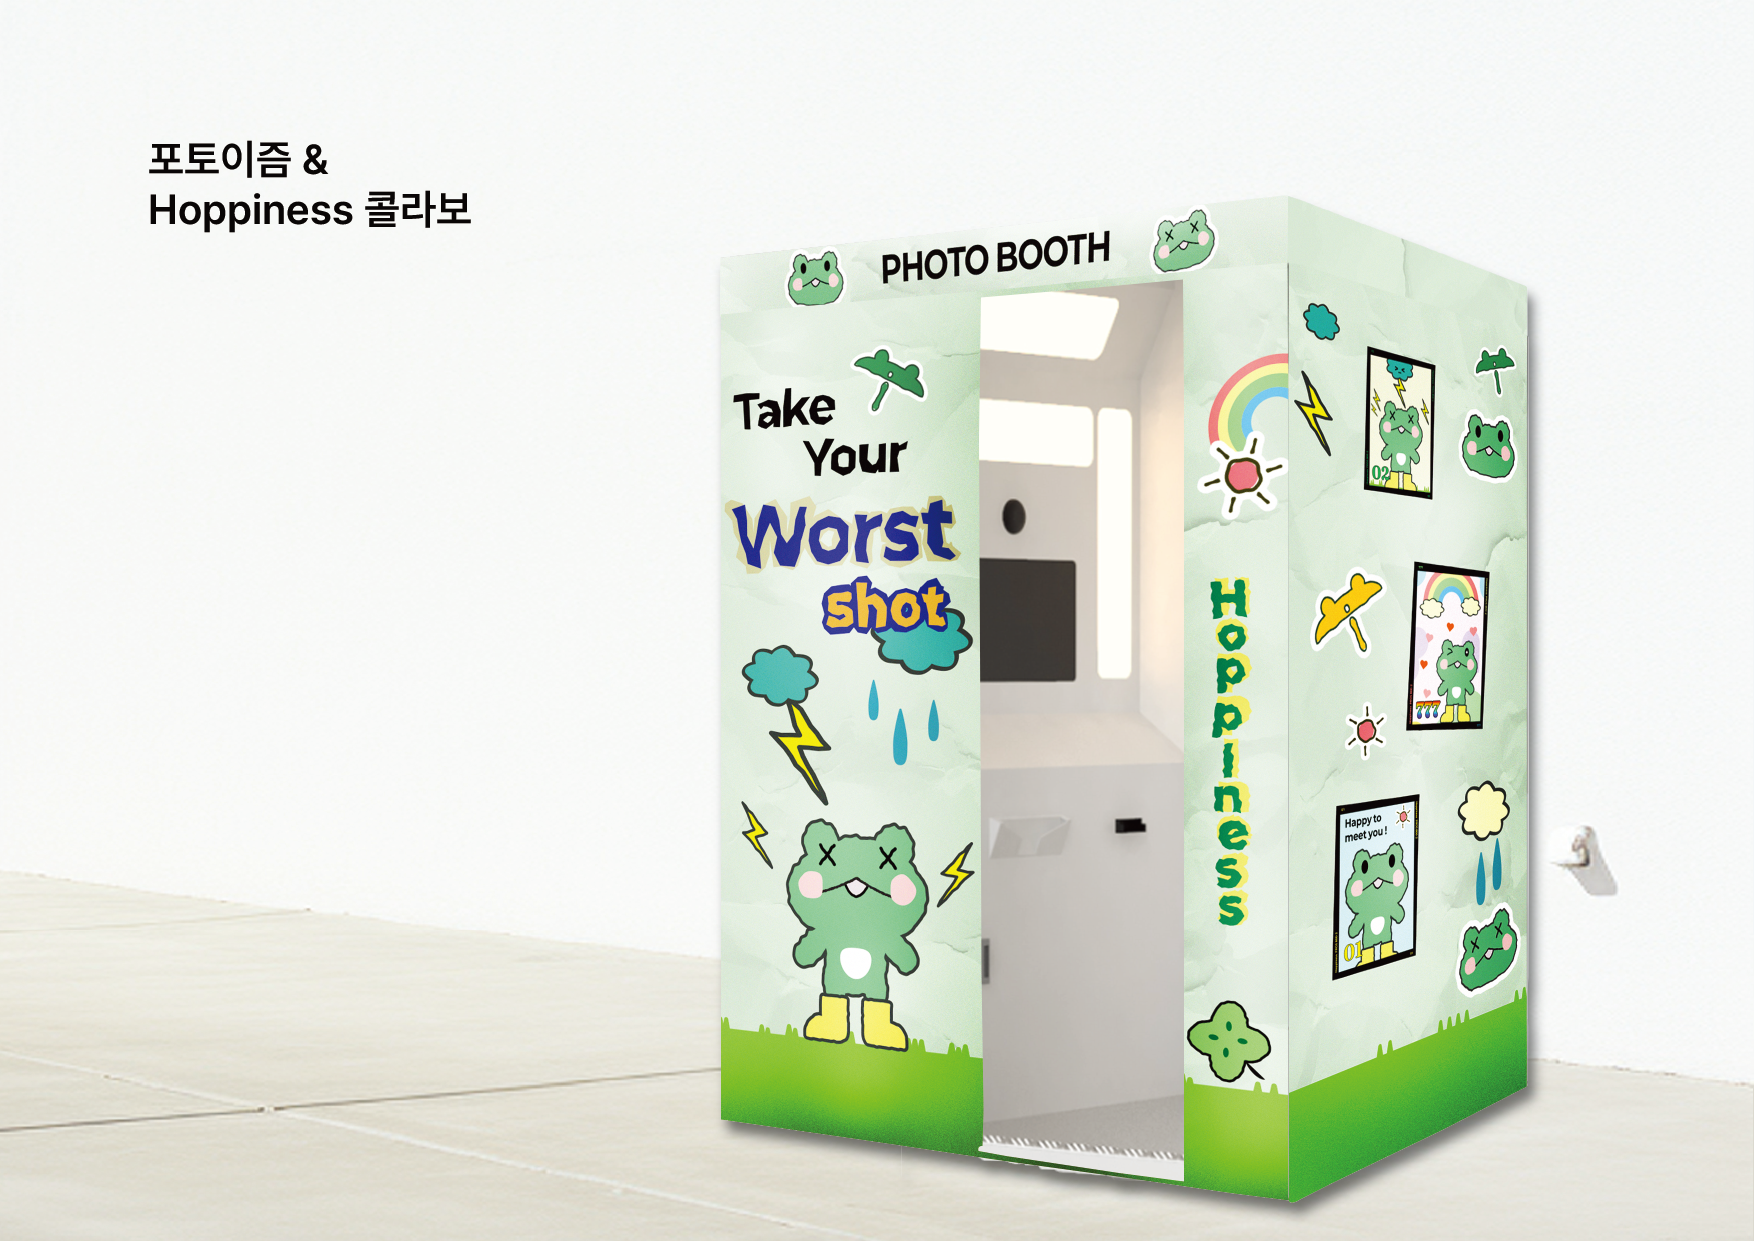 포토이즘 &
Hoppiness 콜라보
PHOTO BOOTH
Take
Your
Worst
shot
Hoppiness
02
777
Happy to
meet you !
01